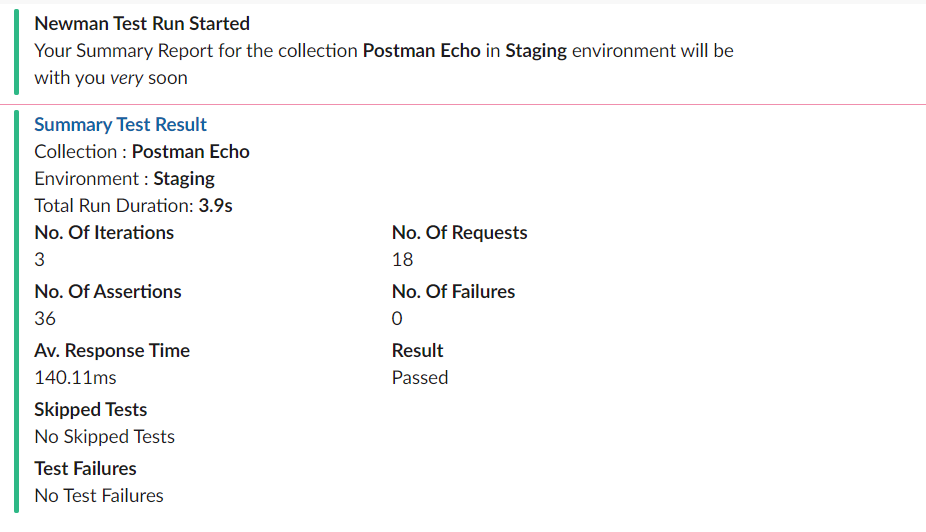 Newman Test Run Started
Your Summary Report for the collection Postman Echo in Staging environment will be
with you very soon
Summary Test Result
Collection : Postman Echo
Environment : Staging
Total Run Duration: 3.9s
No. Of Iterations
No. Of Requests
3
18
No. Of Assertions
No. Of Failures
36
0
Av. Response Time
Result
140.11ms
Passed
Skipped Tests
No Skipped Tests
Test Failures
No Test Failures